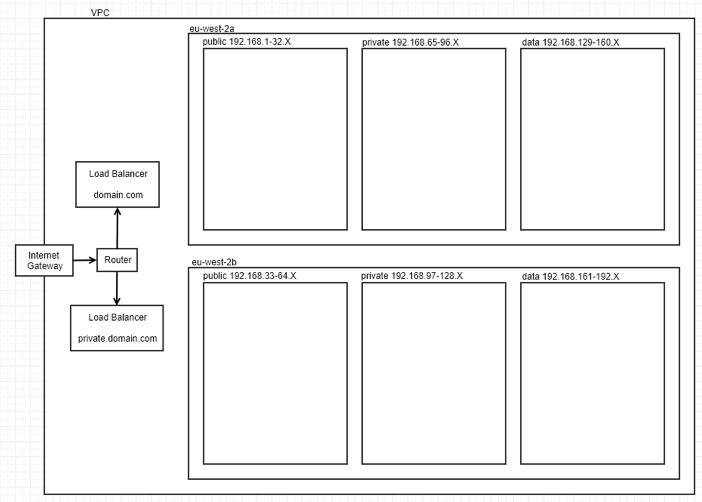 VPC
eu-west-2a
public 192.168.1-32.X
private 192.168.65-96.X
data 192.168.129-160.X
Load Balancer
domain.com
Internet
Gateway
Router
Load Balancer
private.domain.com
eu-west-2b
public 192.168.33-64.X
private 192.168.97-128.X
data 192.168.161-192.X